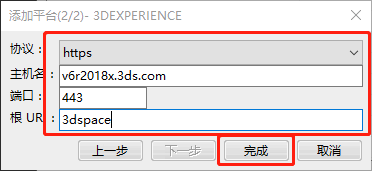 添加平台(2/2)- 3DEXPERIENCE
协议: https
主机名: v6r2018x.3ds.com
端口: 443
根 UR: 3dspace
上一步 下一步 完成 取消